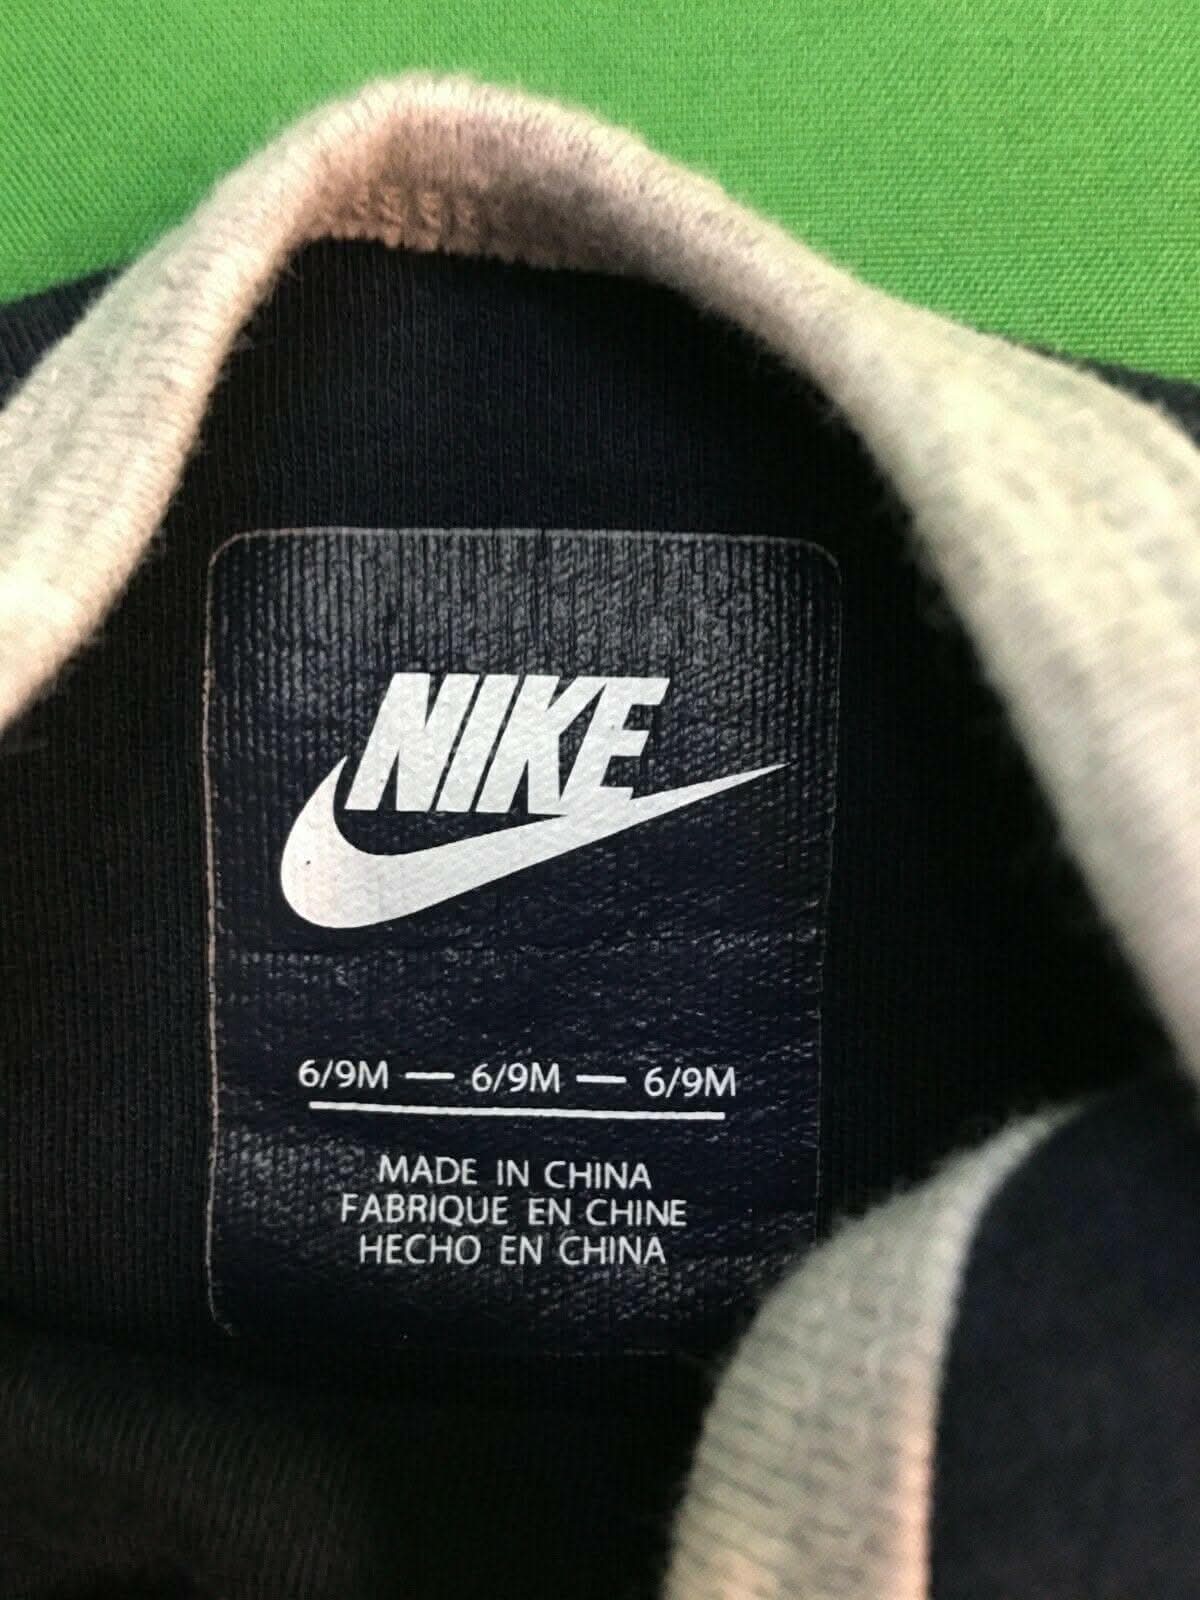 NIKE
6/9M — 6/9M — 6/9M
MADE IN CHINA
FABRIQUE EN CHINE
HECHO EN CHINA